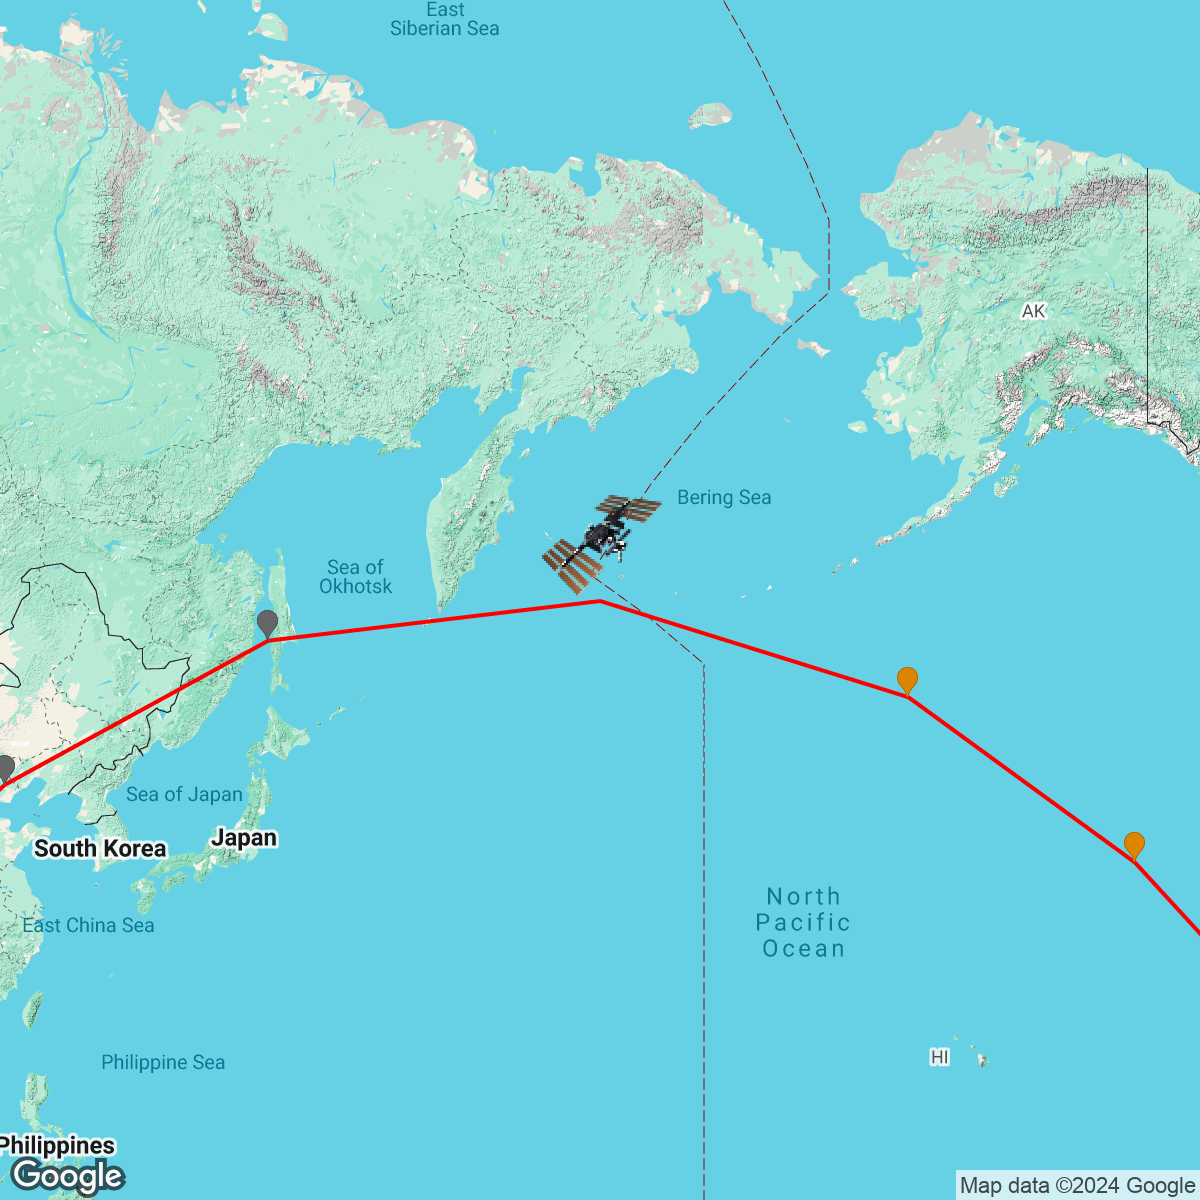 East
Siberian Sea
AK
Bering Sea
Sea of
Okhotsk
Sea of Japan
Japan
South Korea
North
Pacific
Ocean
East China Sea
HI
Philippine Sea
Philippines
Google
Map data ©2024 Google